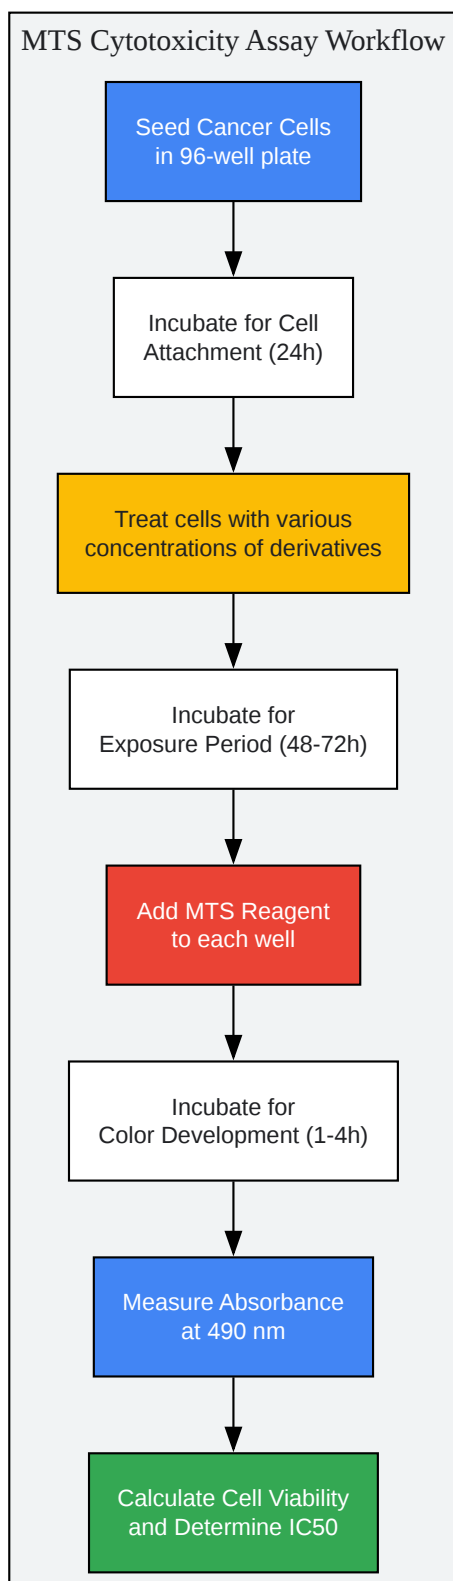 MTS Cytotoxicity Assay Workflow
Seed Cancer Cells
in 96-well plate
Incubate for Cell
Attachment (24h)
Treat cells with various
concentrations of derivatives
Incubate for
Exposure Period (48-72h)
Add MTS Reagent
to each well
Incubate for
Color Development (1-4h)
Measure Absorbance
at 490 nm
Calculate Cell Viability
and Determine IC50